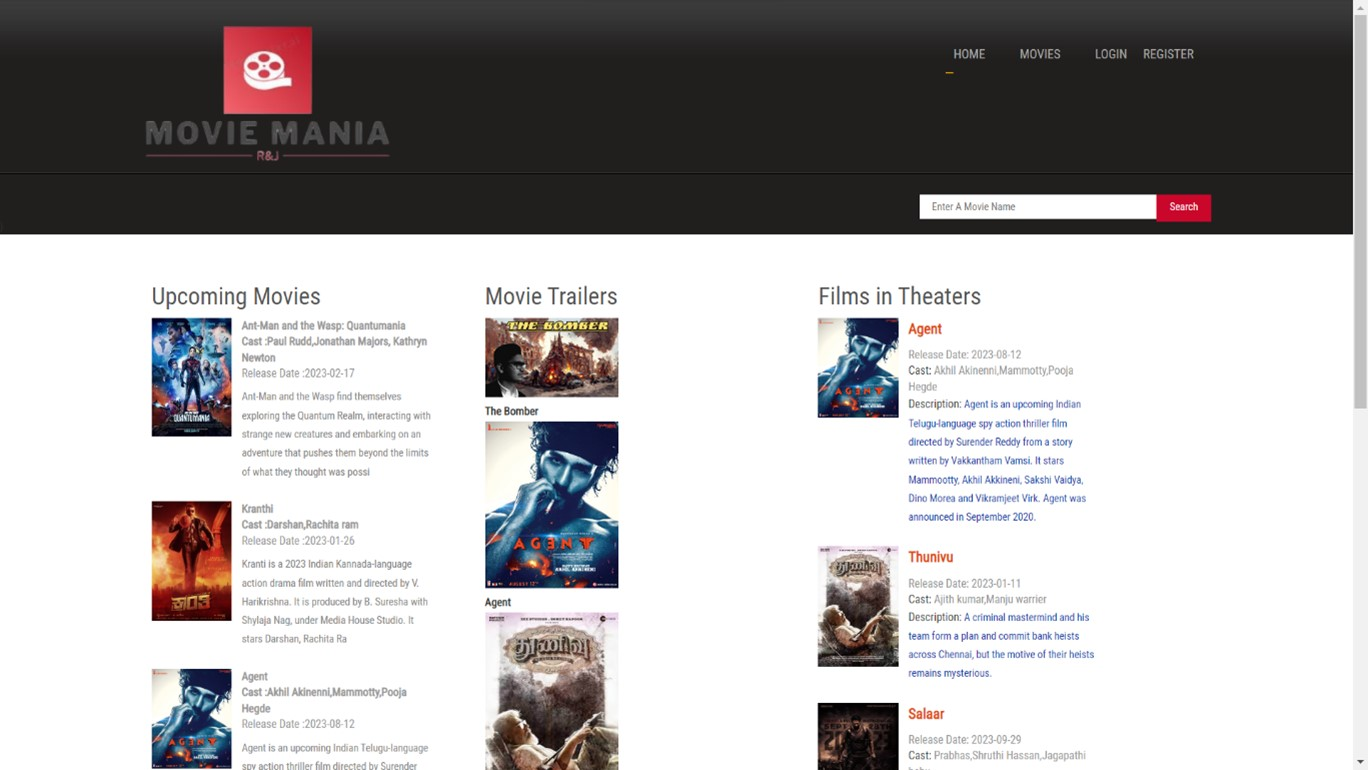 MOVIE MANIA
R&J
HOME MOVIES LOGIN REGISTER
Enter A Movie Name Search
Upcoming Movies
QUANTUMANIA
Ant-Man and the Wasp: Quantumania
Cast :Paul Rudd,Jonathan Majors, Kathryn
Newton
Release Date :2023-02-17
Ant-Man and the Wasp find themselves
exploring the Quantum Realm, interacting with
strange new creatures and embarking on an
adventure that pushes them beyond the limits
of what they thought was possi
ಕ್ರಾಂತಿ
Kranthi
Cast :Darshan,Rachita ram
Release Date :2023-01-26
Kranti is a 2023 Indian Kannada-language
action drama film written and directed by V.
Harikrishna. It is produced by B. Suresha with
Shylaja Nag, under Media House Studio. It
stars Darshan, Rachita Ra
AGENT
Agent
Cast :Akhil Akinenni,Mammotty,Pooja
Hegde
Release Date :2023-08-12
Agent is an upcoming Indian Telugu-language
spy action thriller film directed by Surender
Movie Trailers
THE BOMBER
The Bomber
AGENT
Agent
துணிவு
Films in Theaters
AGENT
Agent
Release Date: 2023-08-12
Cast: Akhil Akinenni,Mammotty,Pooja
Hegde
Description: Agent is an upcoming Indian
Telugu-language spy action thriller film
directed by Surender Reddy from a story
written by Vakkantham Vamsi. It stars
Mammootty, Akhil Akkineni, Sakshi Vaidya,
Dino Morea and Vikramjeet Virk. Agent was
announced in September 2020.
துணிவு
Thunivu
Release Date: 2023-01-11
Cast: Ajith kumar,Manju warrier
Description: A criminal mastermind and his
team form a plan and commit bank heists
across Chennai, but the motive of their heists
remains mysterious.
Salaar
Release Date: 2023-09-29
Cast: Prabhas,Shruthi Hassan,Jagapathi